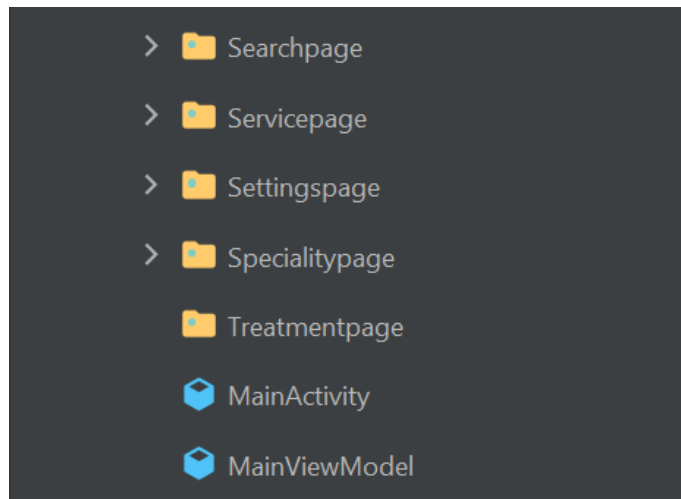 Searchpage
Servicepage
Settingspage
Specialitypage
Treatmentpage
MainActivity
MainViewModel